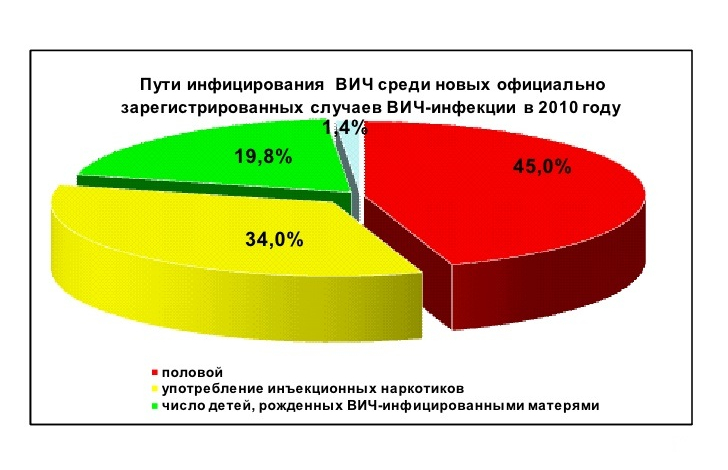 Пути инфицирования ВИЧ среди новых официально
зарегистрированных случаев ВИЧ-инфекции в 2010 году
1,4%
19,8%
45,0%
34,0%
половой
употребление инъекционных наркотиков
число детей, рожденных ВИЧ-инфицированными матерями